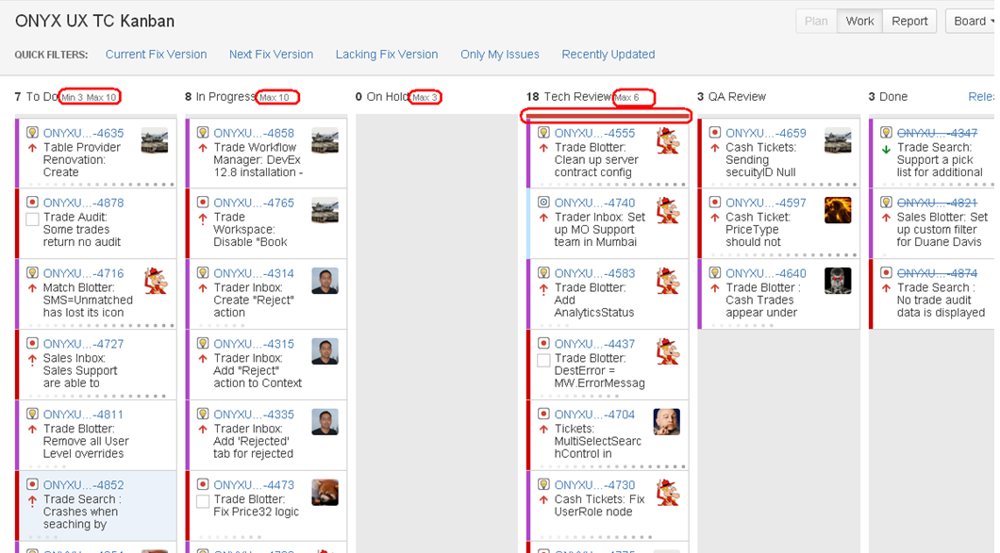 ONYX UX TC Kanban
Plan Work Report Board
QUICK FILTERS: Current Fix Version Next Fix Version Lacking Fix Version Only My Issues Recently Updated
7 To Do Min 3 Max 10
8 In Progress Max 10
0 On Hold Max 3
18 Tech Review Max 6
3 QA Review
3 Done
ONYXU...-4635
Table Provider
Renovation:
Create
ONYXU...-4878
Trade Audit:
Some trades
return no audit
ONYXU...-4716
Match Blotter:
SMS=Unmatched
has lost its icon
ONYXU...-4727
Sales Inbox:
Sales Support
are able to
ONYXU...-4811
Trade Blotter:
Remove all User
Level overrides
ONYXU...-4852
Trade Search :
Crashes when
seaching by
ONYXU...-4858
Trade Workflow
Manager: DevEx
12.8 installation -
ONYXU...-4765
Trade
Workspace:
Disable "Book
ONYXU...-4314
Trader Inbox:
Create "Reject"
action
ONYXU...-4315
Trader Inbox:
Add "Reject"
action to Context
ONYXU...-4335
Trader Inbox:
Add 'Rejected'
tab for rejected
ONYXU...-4473
Trade Blotter:
Fix Price32 logic
ONYXU...-4555
Trade Blotter:
Clean up server
contract config
ONYXU...-4740
Trader Inbox: Set
up MO Support
team in Mumbai
ONYXU...-4583
Trade Blotter:
Add
AnalyticsStatus
ONYXU...-4437
Trade Blotter:
DestError =
MW.ErrorMessag
ONYXU...-4704
Tickets:
MultiSelectSearc
hControl in
ONYXU...-4730
Cash Tickets: Fix
UserRole node
ONYXU...-4659
Cash Tickets:
Sending
secuityID Null
ONYXU...-4597
Cash Ticket:
PriceType
should not
ONYXU...-4640
Trade Blotter :
Cash Trades
appear under
ONYXU...-4347
Trade Search:
Support a pick
list for additional
ONYXU...-4821
Sales Blotter: Set
up custom filter
for Duane Davis
ONYXU...-4874
Trade Search :
No trade audit
data is displayed